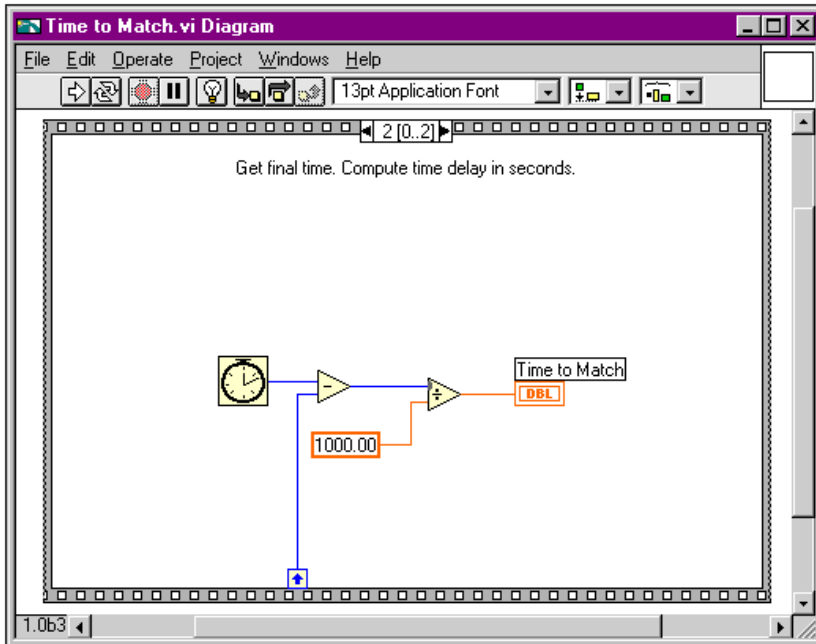 Time to Match.vi Diagram
File Edit Operate Project Windows Help
13pt Application Font
2 [0..2]
Get final time. Compute time delay in seconds.
Time to Match
DBL
1000.00
1.0b3